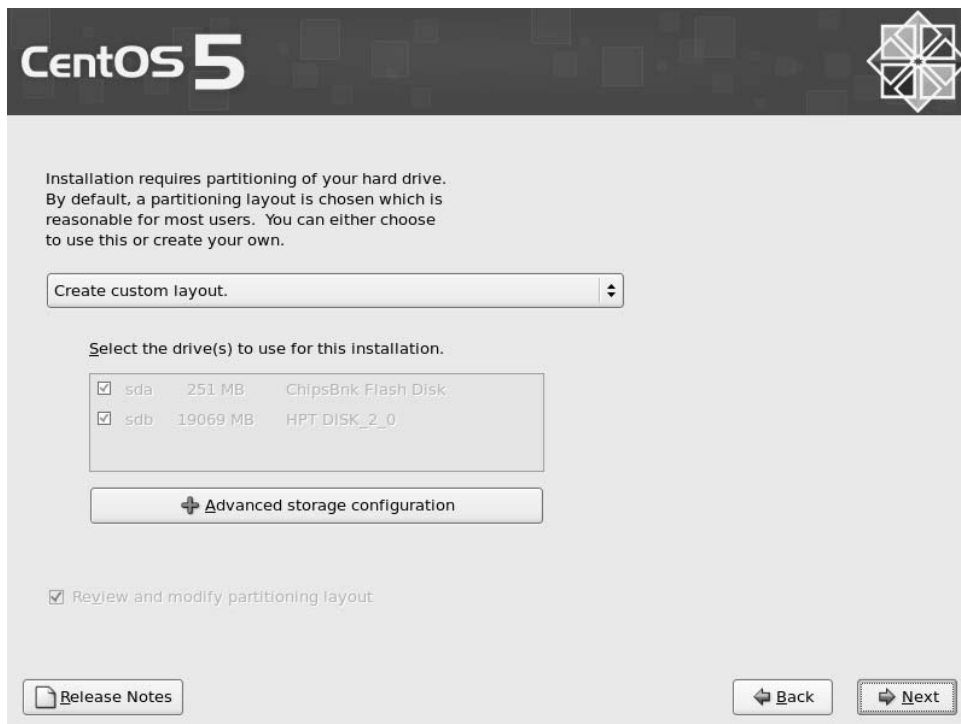 CentOS 5
Installation requires partitioning of your hard drive.
By default, a partitioning layout is chosen which is
reasonable for most users.  You can either choose
to use this or create your own.
Create custom layout.
Select the drive(s) to use for this installation.
sda 251 MB ChipsBnk Flash Disk
sdb 19069 MB HPT DISK_2_0
Advanced storage configuration
Review and modify partitioning layout
Release Notes Back Next